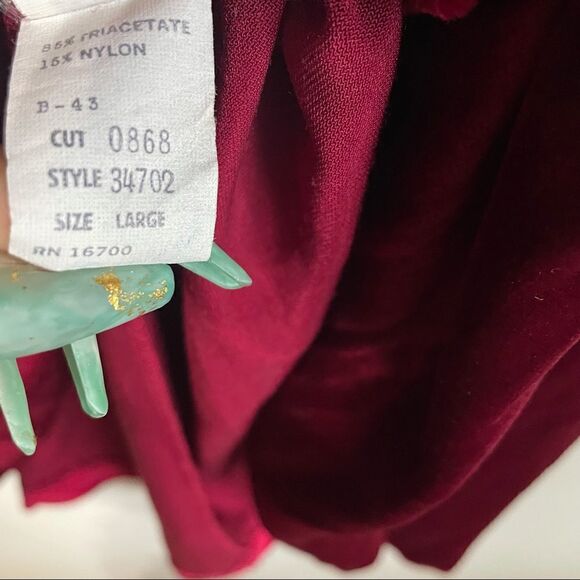 85% TRIACETATE
15% NYLON
B-43
CUT 0868
STYLE 34702
SIZE LARGE
RN 16700